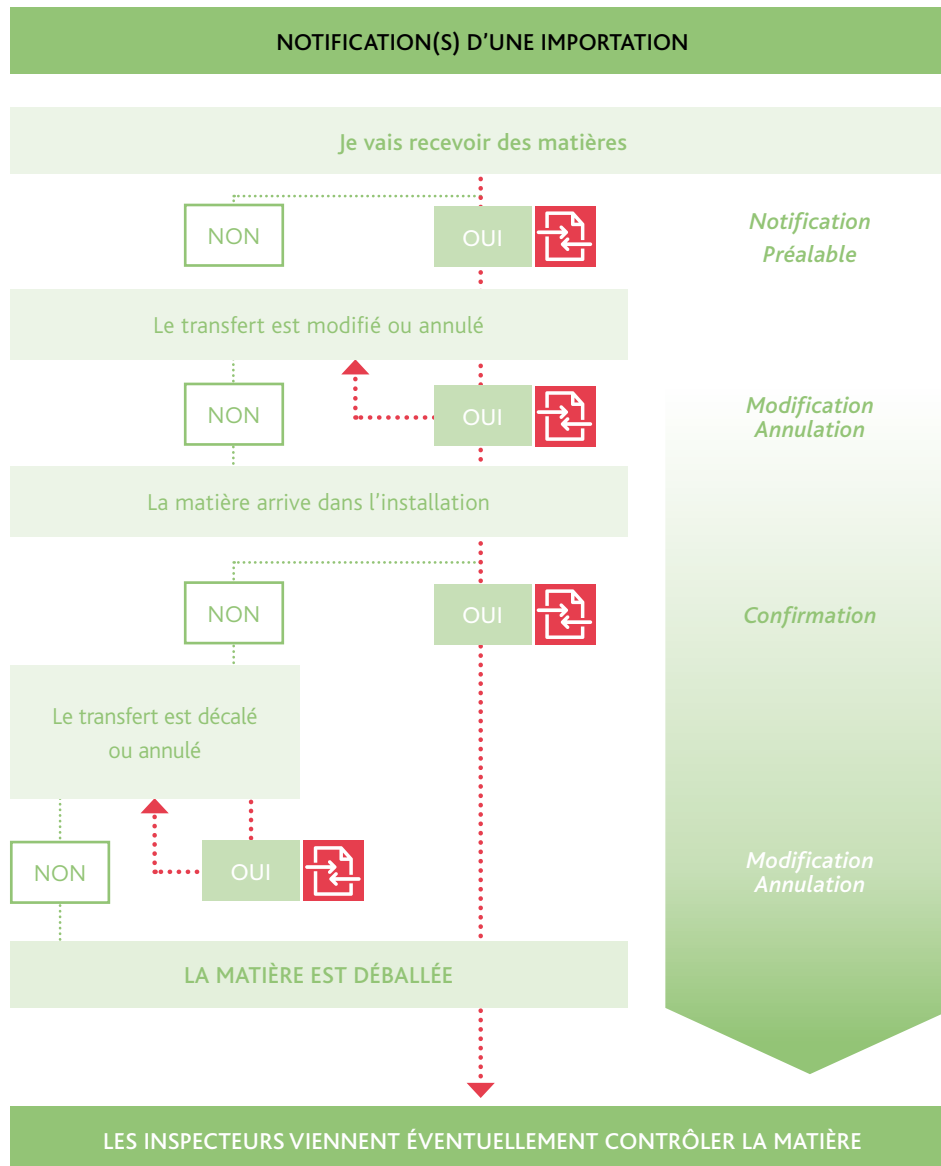 NOTIFICATION(S) D'UNE IMPORTATION
Je vais recevoir des matières
NON
OUI
Notification
Préalable
Le transfert est modifié ou annulé
NON
OUI
Modification
Annulation
La matière arrive dans l'installation
NON
OUI
Confirmation
Le transfert est décalé
ou annulé
NON
OUI
Modification
Annulation
LA MATIÈRE EST DÉBALLÉE
LES INSPECTEURS VIENNENT ÉVENTUELLEMENT CONTRÔLER LA MATIÈRE